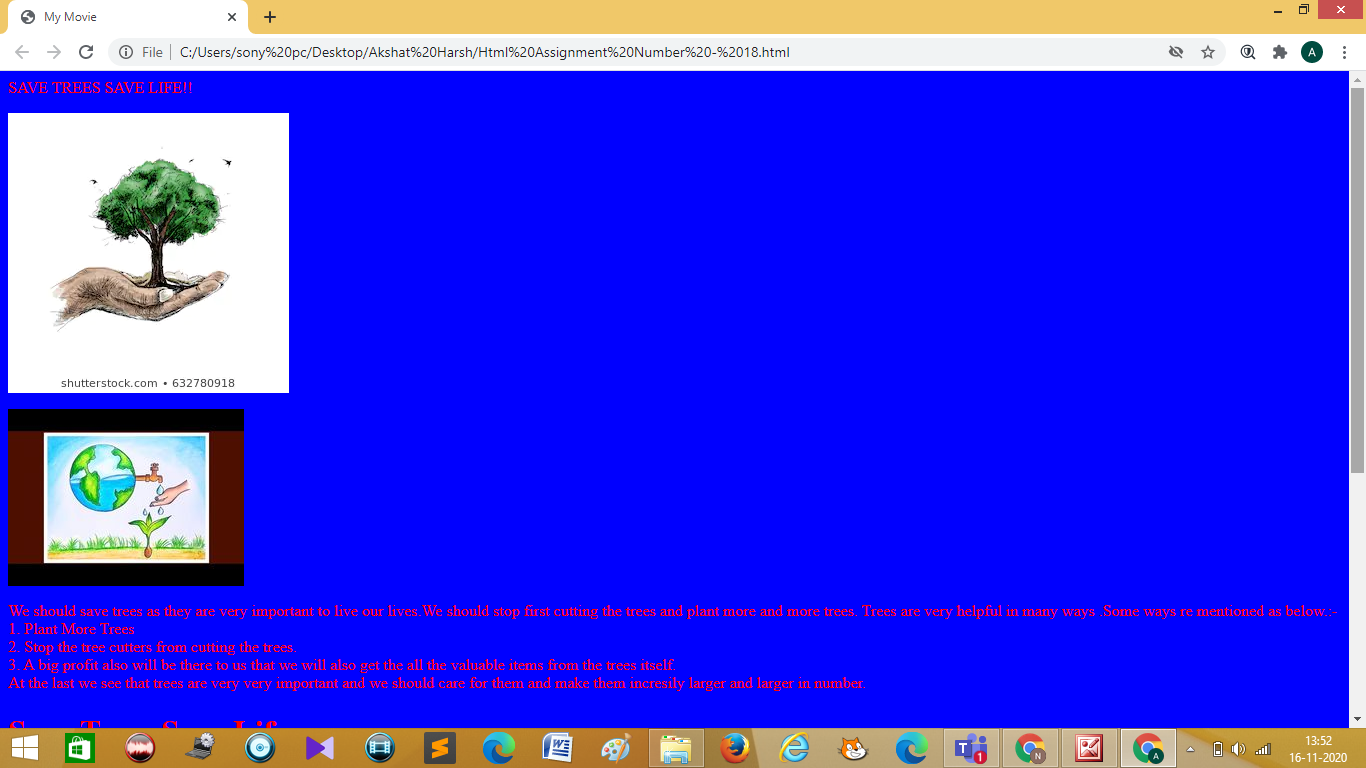 My Movie
File
C:/Users/sony%20pc/Desktop/Akshat%20Harsh/Html%20Assignment%20Number%20-%2018.html
A
SAVE TREES SAVE LIFE!!
shutterstock.com • 632780918
We should save trees as they are very important to live our lives.We should stop first cutting the trees and plant more and more trees. Trees are very helpful in many ways .Some ways re mentioned as below.:-
1. Plant More Trees
2. Stop the tree cutters from cutting the trees.
3. A big profit also will be there to us that we will also get the all the valuable items from the trees itself.
At the last we see that trees are very very important and we should care for them and make them incresily larger and larger in number.
Save Trees Save Life
1
N
A
13:52
16-11-2020